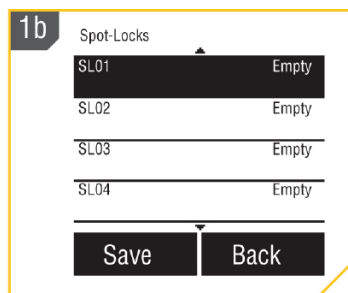 1b
Spot-Locks
SL01 Empty
SL02 Empty
SL03 Empty
SL04 Empty
Save Back